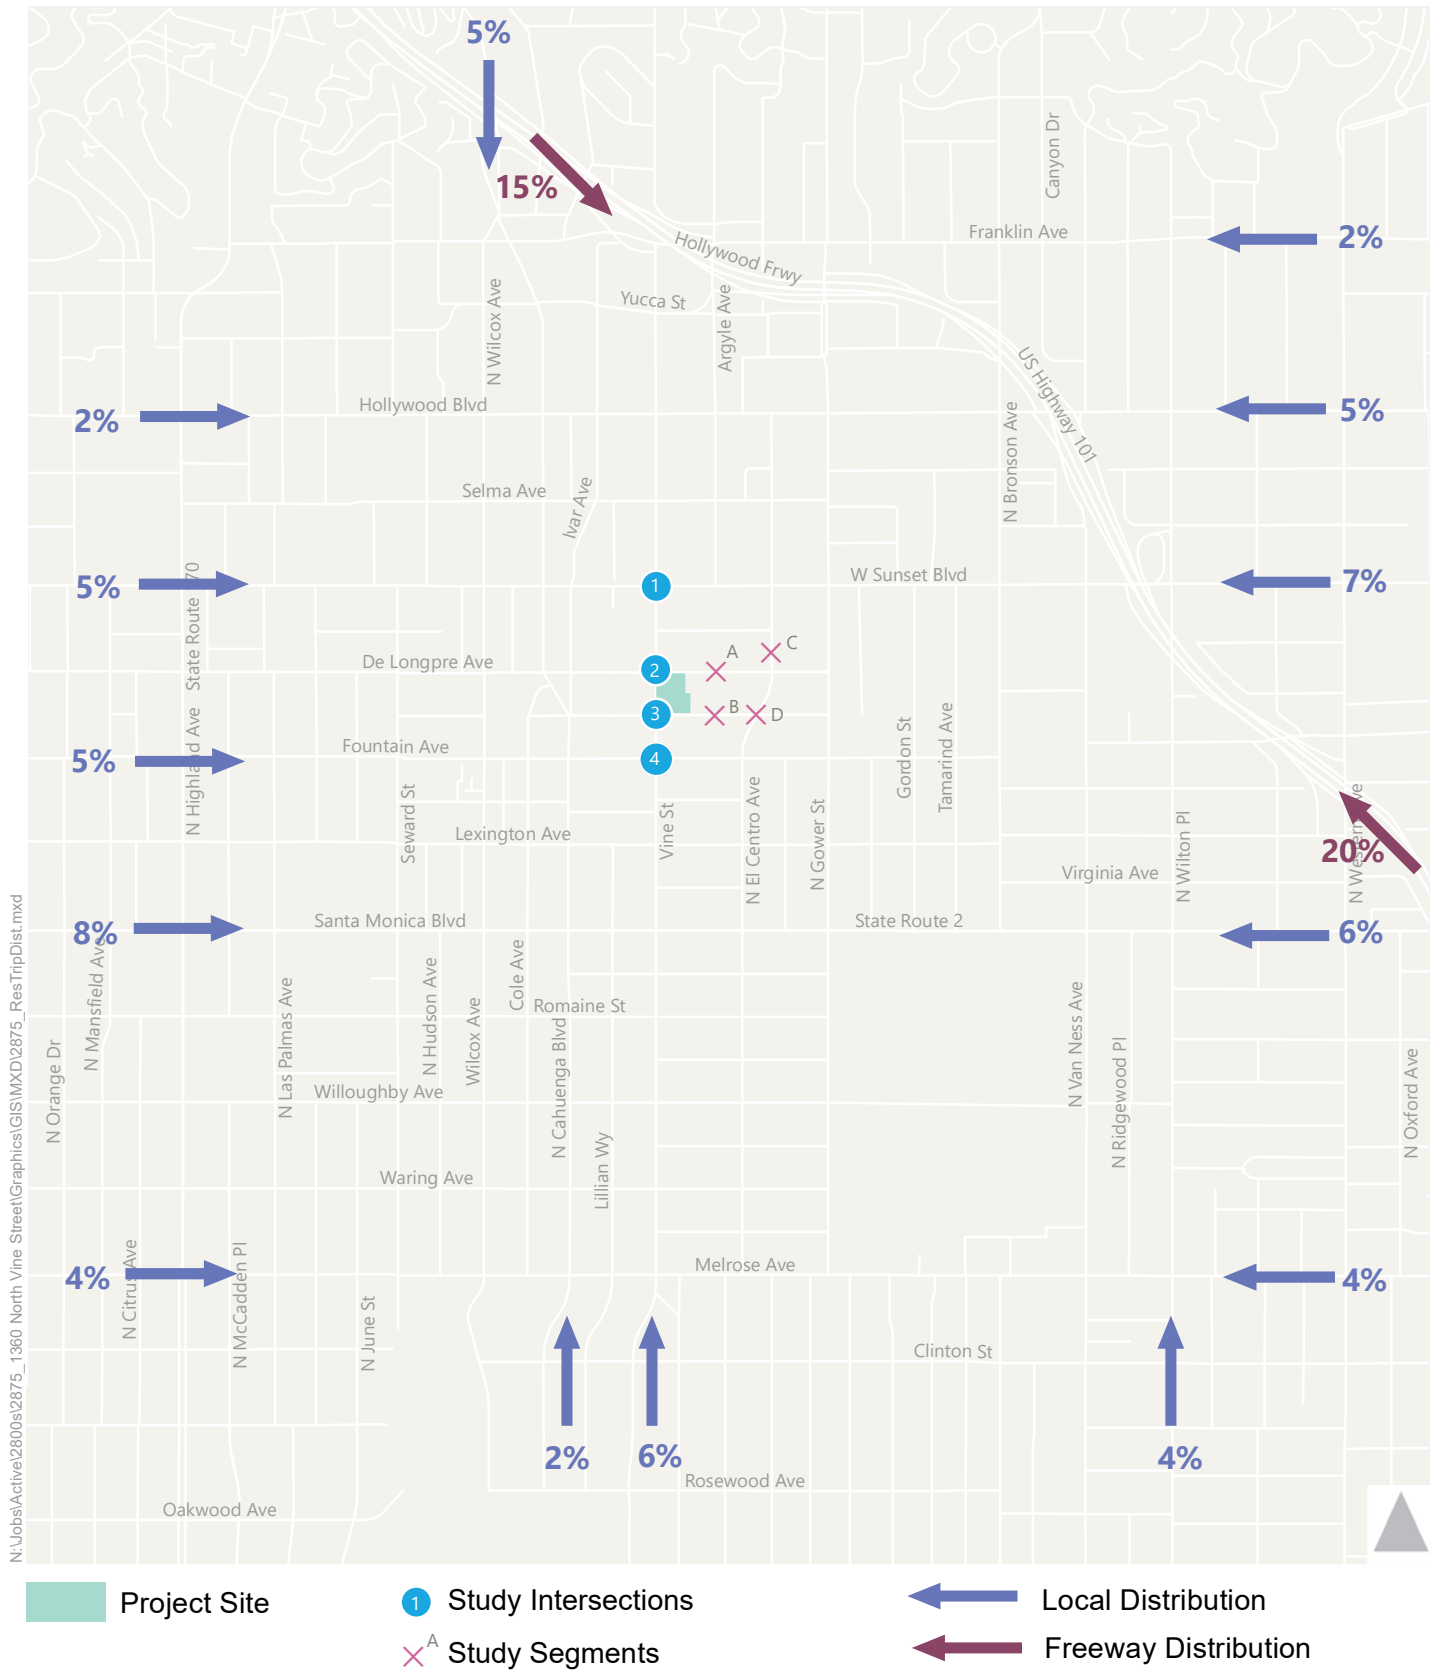 5%
15%
Canyon Dr
Franklin Ave
2%
Hollywood Frwy
Yucca St
N Wilcox Ave
Argyle Ave
US Highway 101
Hollywood Blvd
2%
5%
N Bronson Ave
Selma Ave
Ivar Ave
5%
State Route 70
1
W Sunset Blvd
7%
De Longpre Ave
2
A
C
3
B
D
N Highland Ave
Fountain Ave
5%
4
Gordon St
Tamarind Ave
Seward St
Lexington Ave
Vine St
N El Centro Ave
N Gower St
Virginia Ave
N Wilton Pl
20%
N Western Ave
8%
Santa Monica Blvd
State Route 2
6%
N Mansfield Ave
N Orange Dr
N Las Palmas Ave
N Hudson Ave
Wilcox Ave
Cole Ave
Romaine St
N Cahuenga Blvd
Willoughby Ave
N Van Ness Ave
N Ridgewood Pl
N Oxford Ave
Lillian Wy
Waring Ave
4%
N Citrus Ave
N McCadden Pl
N June St
Melrose Ave
4%
Clinton St
2%
6%
4%
Rosewood Ave
Oakwood Ave
N:\Jobs\Active\2800s\2875_1360 North Vine Street\Graphics\GIS\MXD\2875_ResTripDist.mxd
Project Site
1 Study Intersections
A Study Segments
Local Distribution
Freeway Distribution